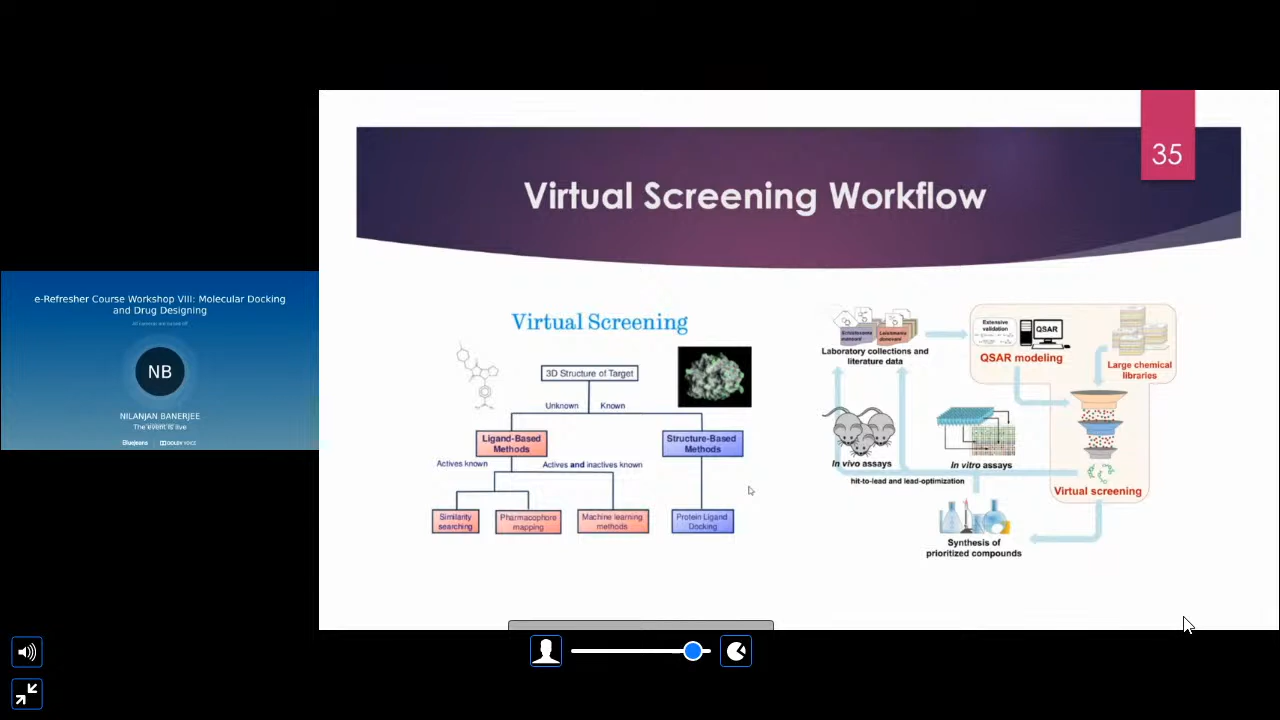 e-Refresher Course Workshop VIII: Molecular Docking
and Drug Designing
NB
NILANJAN BANERJEE
The event is live
BlueJeans
DOLBY VOICE
35
Virtual Screening Workflow
Virtual Screening
3D Structure of Target
Unknown
Known
Ligand-Based
Methods
Structure-Based
Methods
Actives known
Actives and inactives known
Similarity
searching
Pharmacophore
mapping
Machine learning
methods
Protein Ligand
Docking
Laboratory collections and
literature data
Extensive
validation
QSAR
QSAR modeling
Large chemical
libraries
In vivo assays
In vitro assays
hit-to-lead and lead-optimization
Virtual screening
Synthesis of
prioritized compounds